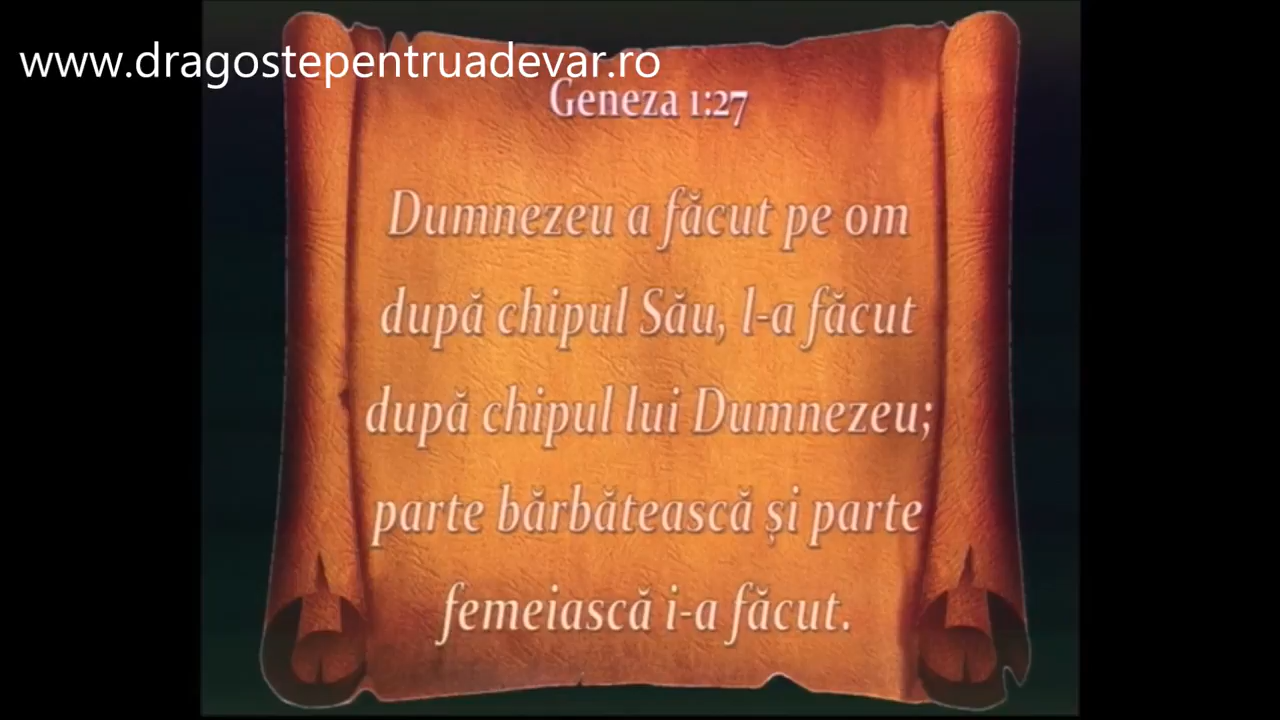 www.dragostepentruadevar.ro
Geneza 1:27
Dumnezeu a făcut pe om
după chipul Său, l-a făcut
după chipul lui Dumnezeu;
parte bărbătească și parte
femeiască i-a făcut.